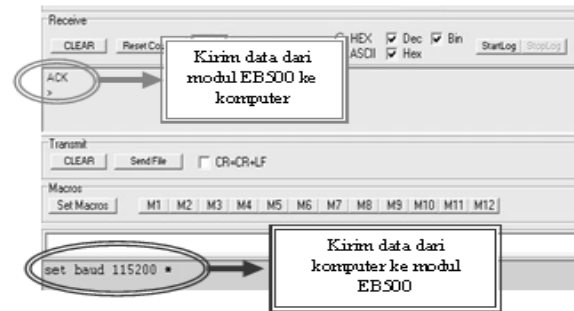 Receive
CLEAR
HEX Dec Bin
StartLog StopLog
ASCII Hex
Kirim data dari
modul EB500 ke
komputer
ACK
>
Transmit
CLEAR Send File CR=CR+LF
Macros
Set Macros M1 M2 M3 M4 M5 M6 M7 M8 M9 M10 M11 M12
Kirim data dari
komputer ke modul
EB500
set baud 115200